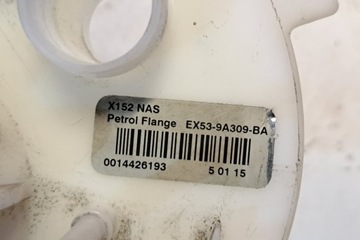 X152 NAS
Petrol Flange EX53-9A309-BA
0014426193 5 01 15